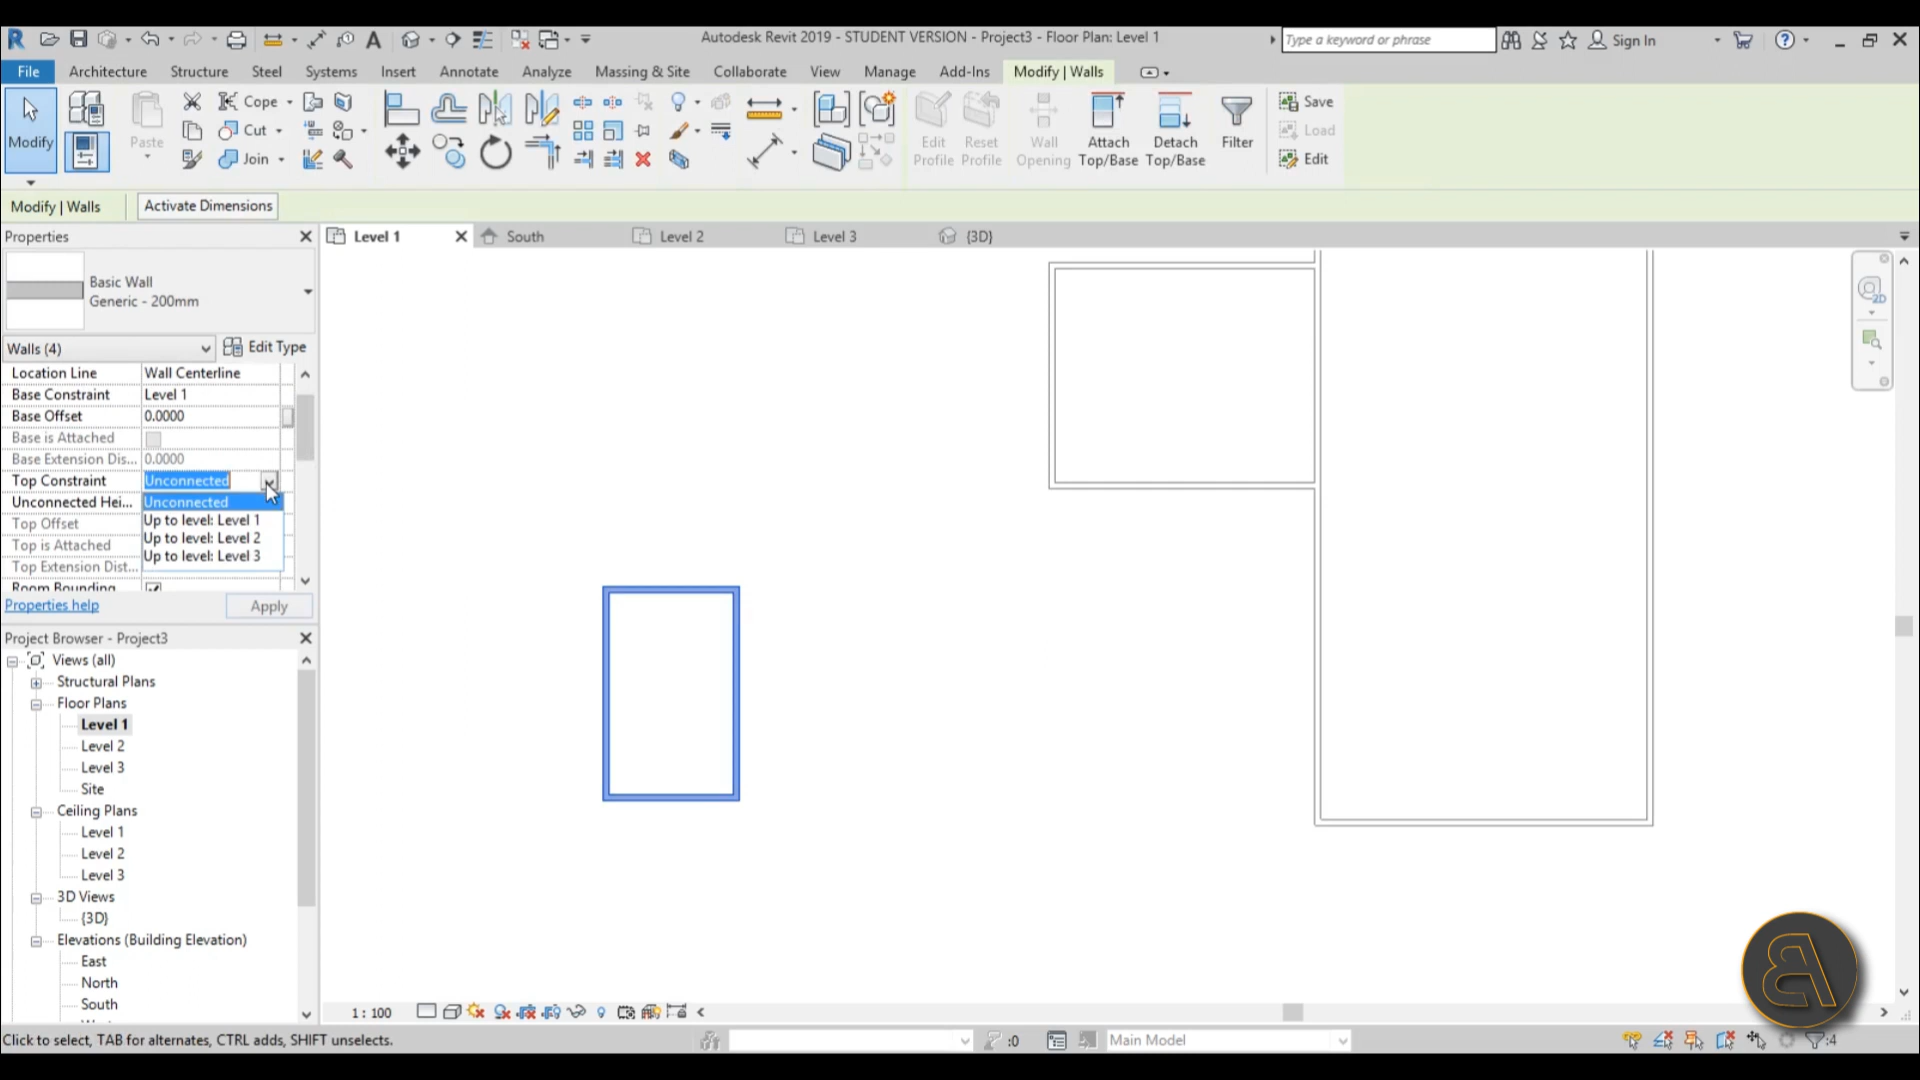 Autodesk Revit 2019 - STUDENT VERSION - Project3 - Floor Plan: Level 1
Type a keyword or phrase
Sign In
File
Architecture
Structure
Steel
Systems
Insert
Annotate
Analyze
Massing & Site
Collaborate
View
Manage
Add-Ins
Modify | Walls
Modify
Paste
Cope
Cut
Join
Edit Profile
Reset Profile
Wall Opening
Attach Top/Base
Detach Top/Base
Filter
Save
Load
Edit
Modify | Walls
Activate Dimensions
Properties
Level 1
South
Level 2
Level 3
{3D}
2D
Basic Wall
Generic - 200mm
Walls (4)
Edit Type
Location Line Wall Centerline
Base Constraint Level 1
Base Offset 0.0000
Base is Attached
Base Extension Dis... 0.0000
Top Constraint Unconnected
Unconnected Hei... Unconnected
Top Offset Up to level: Level 1
Top is Attached Up to level: Level 2
Top Extension Dist... Up to level: Level 3
Room Bounding
Properties help
Apply
Project Browser - Project3
Views (all)
Structural Plans
Floor Plans
Level 1
Level 2
Level 3
Site
Ceiling Plans
Level 1
Level 2
Level 3
3D Views
{3D}
Elevations (Building Elevation)
East
North
South
1 : 100
Click to select, TAB for alternates, CTRL adds, SHIFT unselects.
:0
Main Model
:4